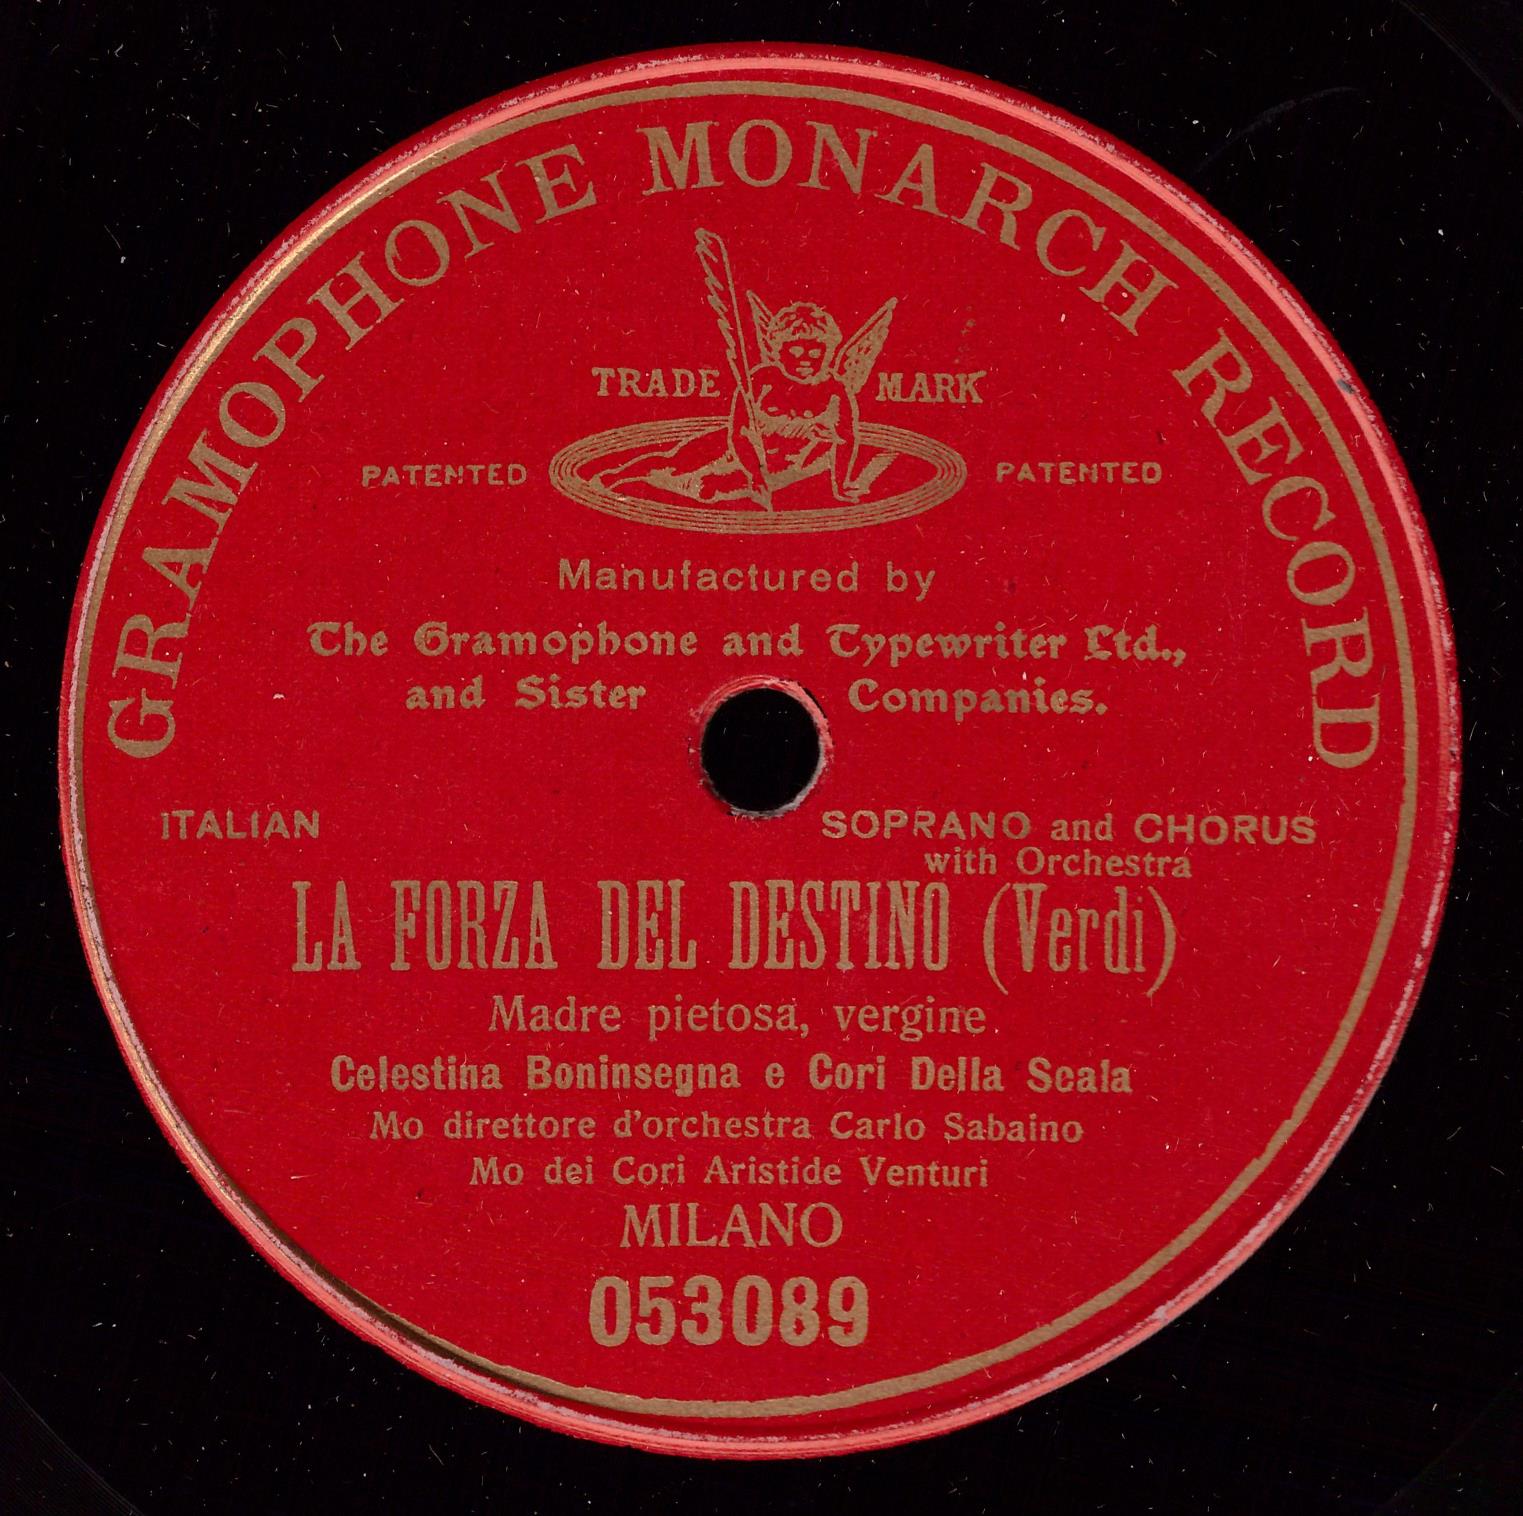 GRAMOPHONE MONARCH RECORD
TRADE MARK
PATENTED PATENTED
Manufactured by
The Gramophone and Typewriter Ltd.,
and Sister Companies.
ITALIAN SOPRANO and CHORUS
with Orchestra
LA FORZA DEL DESTINO (Verdi)
Madre pietosa, vergine
Celestina Boninsegna e Cori Della Scala
Mo direttore d'orchestra Carlo Sabaino
Mo dei Cori Aristide Venturi
MILANO
053089